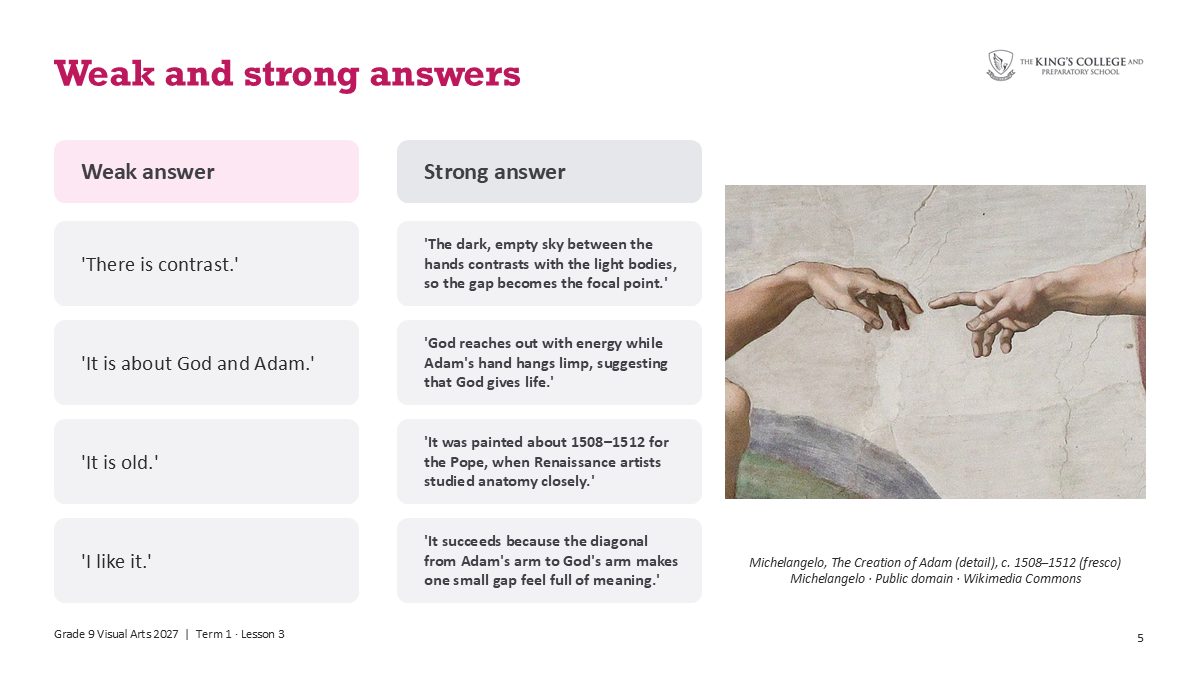 Weak and strong answers
THE KING'S COLLEGE AND
PREPARATORY SCHOOL
Weak answer
Strong answer
'There is contrast.'
'The dark, empty sky between the
hands contrasts with the light bodies,
so the gap becomes the focal point.'
'It is about God and Adam.'
'God reaches out with energy while
Adam's hand hangs limp, suggesting
that God gives life.'
'It is old.'
'It was painted about 1508–1512 for
the Pope, when Renaissance artists
studied anatomy closely.'
'I like it.'
'It succeeds because the diagonal
from Adam's arm to God's arm makes
one small gap feel full of meaning.'
Michelangelo, The Creation of Adam (detail), c. 1508–1512 (fresco)
Michelangelo · Public domain · Wikimedia Commons
Grade 9 Visual Arts 2027 | Term 1 · Lesson 3
5